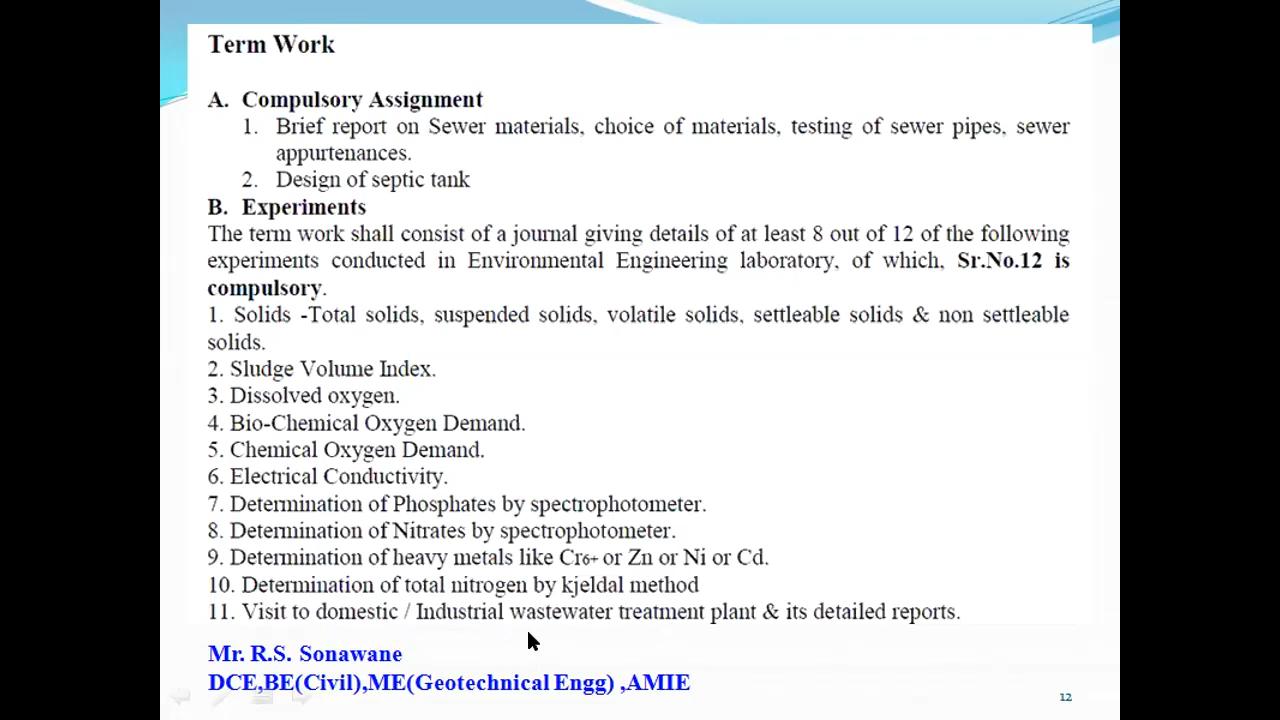 Term Work
A. Compulsory Assignment
1. Brief report on Sewer materials, choice of materials, testing of sewer pipes, sewer
appurtenances.
2. Design of septic tank
B. Experiments
The term work shall consist of a journal giving details of at least 8 out of 12 of the following
experiments conducted in Environmental Engineering laboratory, of which, Sr.No.12 is
compulsory.
1. Solids -Total solids, suspended solids, volatile solids, settleable solids & non settleable
solids.
2. Sludge Volume Index.
3. Dissolved oxygen.
4. Bio-Chemical Oxygen Demand.
5. Chemical Oxygen Demand.
6. Electrical Conductivity.
7. Determination of Phosphates by spectrophotometer.
8. Determination of Nitrates by spectrophotometer.
9. Determination of heavy metals like Cr6+ or Zn or Ni or Cd.
10. Determination of total nitrogen by kjeldal method
11. Visit to domestic / Industrial wastewater treatment plant & its detailed reports.
Mr. R.S. Sonawane
DCE,BE(Civil),ME(Geotechnical Engg) ,AMIE
12